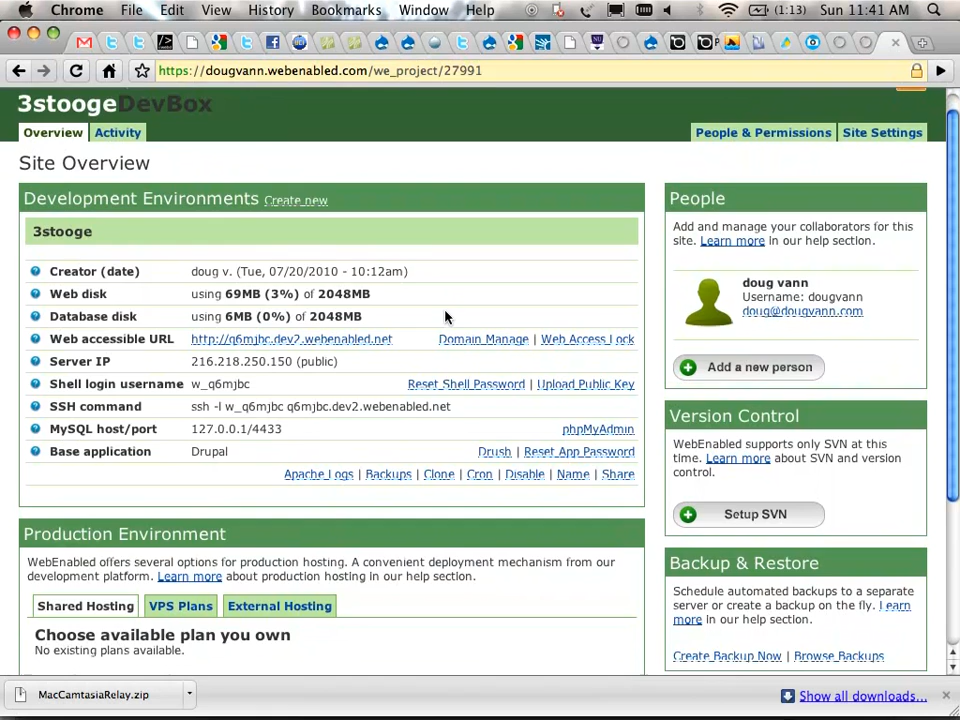 Chrome File Edit View History Bookmarks Window Help (1:13) Sun 11:41 AM
https://dougvann.webenabled.com/we_project/27991
3stoogeDevBox
Overview Activity People & Permissions Site Settings
Site Overview
Development Environments Create new
3stooge
Creator (date) doug v. (Tue, 07/20/2010 - 10:12am)
Web disk using 69MB (3%) of 2048MB
Database disk using 6MB (0%) of 2048MB
Web accessible URL http://q6mjbc.dev2.webenabled.net Domain Manage | Web Access Lock
Server IP 216.218.250.150 (public)
Shell login username w_q6mjbc Reset Shell Password | Upload Public Key
SSH command ssh -l w_q6mjbc q6mjbc.dev2.webenabled.net
MySQL host/port 127.0.0.1/4433 phpMyAdmin
Base application Drupal Drush | Reset App Password
Apache Logs | Backups | Clone | Cron | Disable | Name | Share
Production Environment
WebEnabled offers several options for production hosting. A convenient deployment mechanism from our
development platform. Learn more about production hosting in our help section.
Shared Hosting VPS Plans External Hosting
Choose available plan you own
No existing plans available.
People
Add and manage your collaborators for this
site. Learn more in our help section.
doug vann
Username: dougvann
doug@dougvann.com
Add a new person
Version Control
WebEnabled supports only SVN at this
time. Learn more about SVN and version
control.
Setup SVN
Backup & Restore
Schedule automated backups to a separate
server or create a backup on the fly. Learn
more in our help section.
Create Backup Now | Browse Backups
MacCamtasiaRelay.zip Show all downloads...